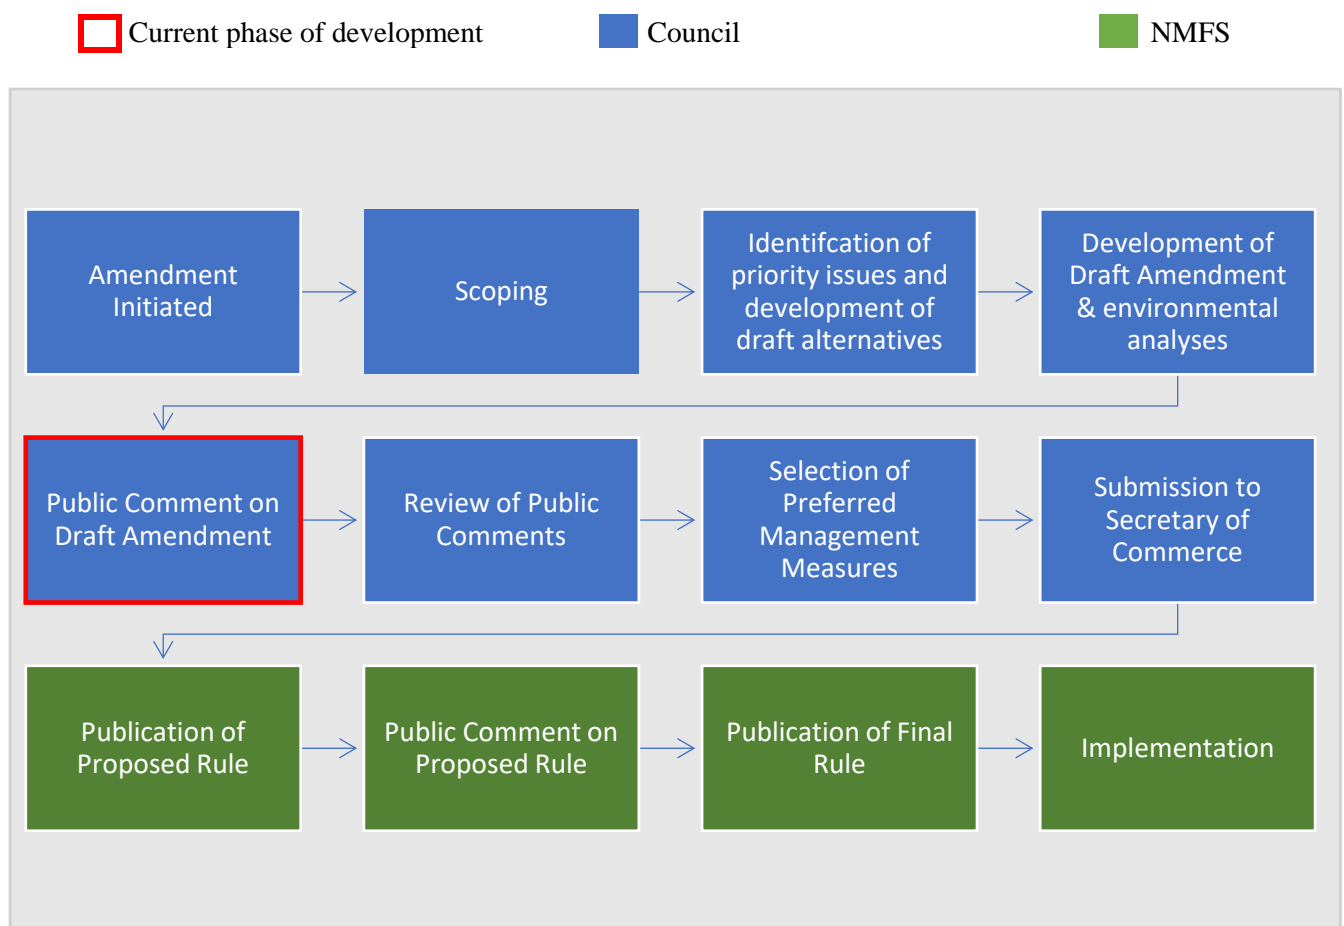 Current phase of development
Council
NMFS
Amendment
Initiated
Scoping
Identifcation of
priority issues and
development of
draft alternatives
Development of
Draft Amendment
& environmental
analyses
Public Comment on
Draft Amendment
Review of Public
Comments
Selection of
Preferred
Management
Measures
Submission to
Secretary of
Commerce
Publication of
Proposed Rule
Public Comment on
Proposed Rule
Publication of Final
Rule
Implementation